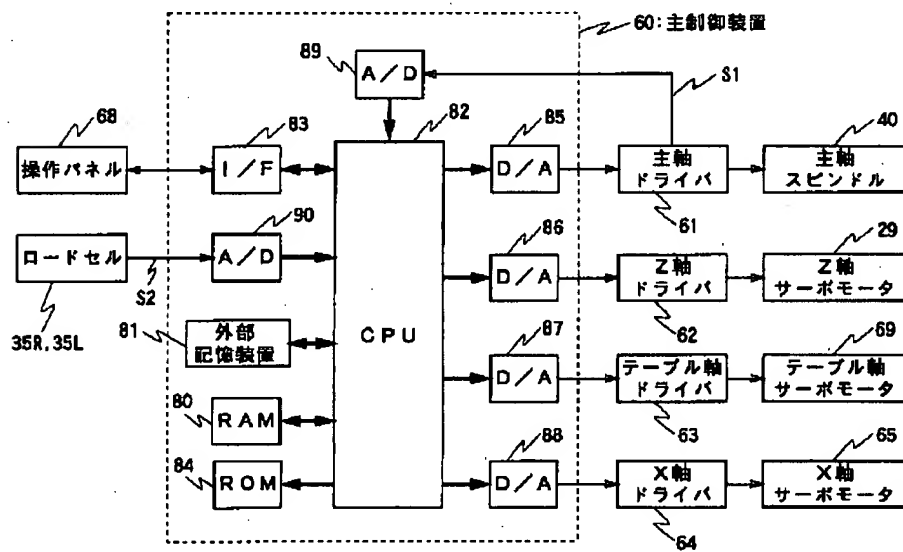 60:主制御装置
89
A/D
S1
68
83
82
85
40
操作パネル
I/F
D/A
主軸
ドライバ
主軸
スピンドル
90
61
86
29
ロードセル
A/D
D/A
Z軸
ドライバ
Z軸
サーボモータ
S2
35R,35L
81
外部
記憶装置
CPU
62
87
69
D/A
テーブル軸
ドライバ
テーブル軸
サーボモータ
80
RAM
63
88
65
84
ROM
D/A
X軸
ドライバ
X軸
サーボモータ
64